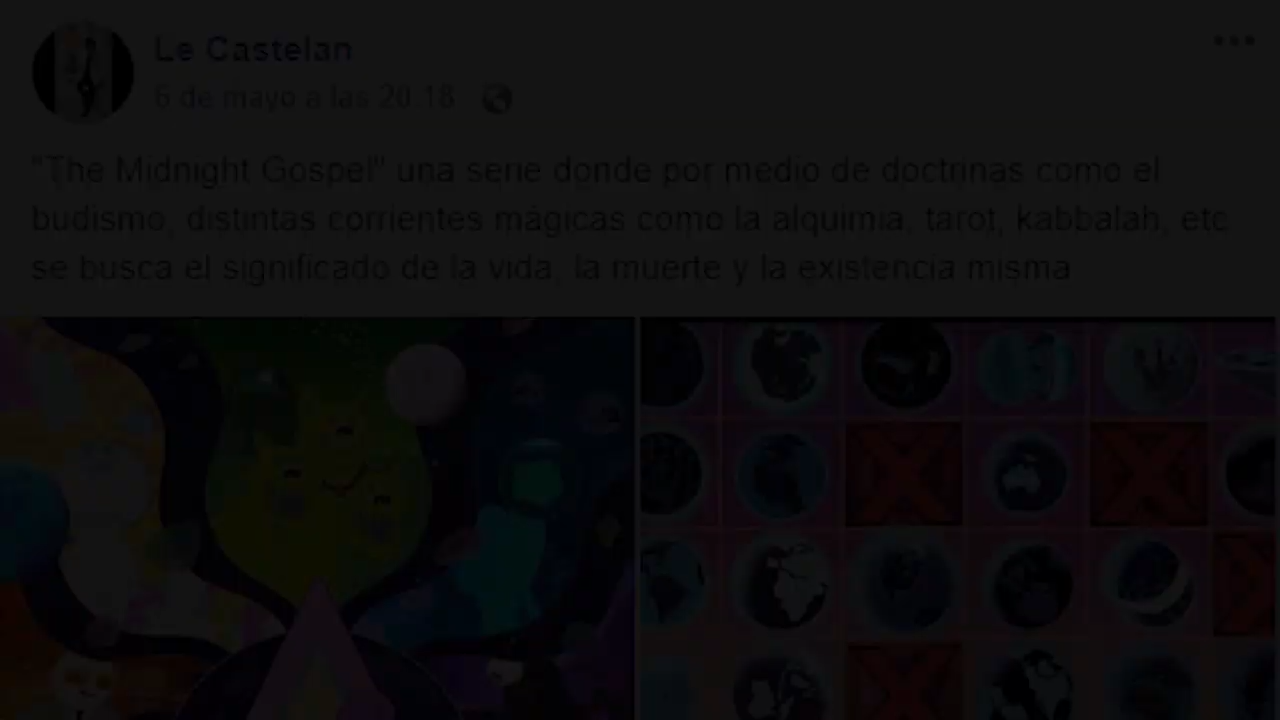 Le Castelan
6 de mayo a las 20:18
"The Midnight Gospel" una serie donde por medio de doctrinas como el
budismo, distintas corrientes mágicas como la alquimia, tarot, kabbalah, etc
se busca el significado de la vida, la muerte y la existencia misma